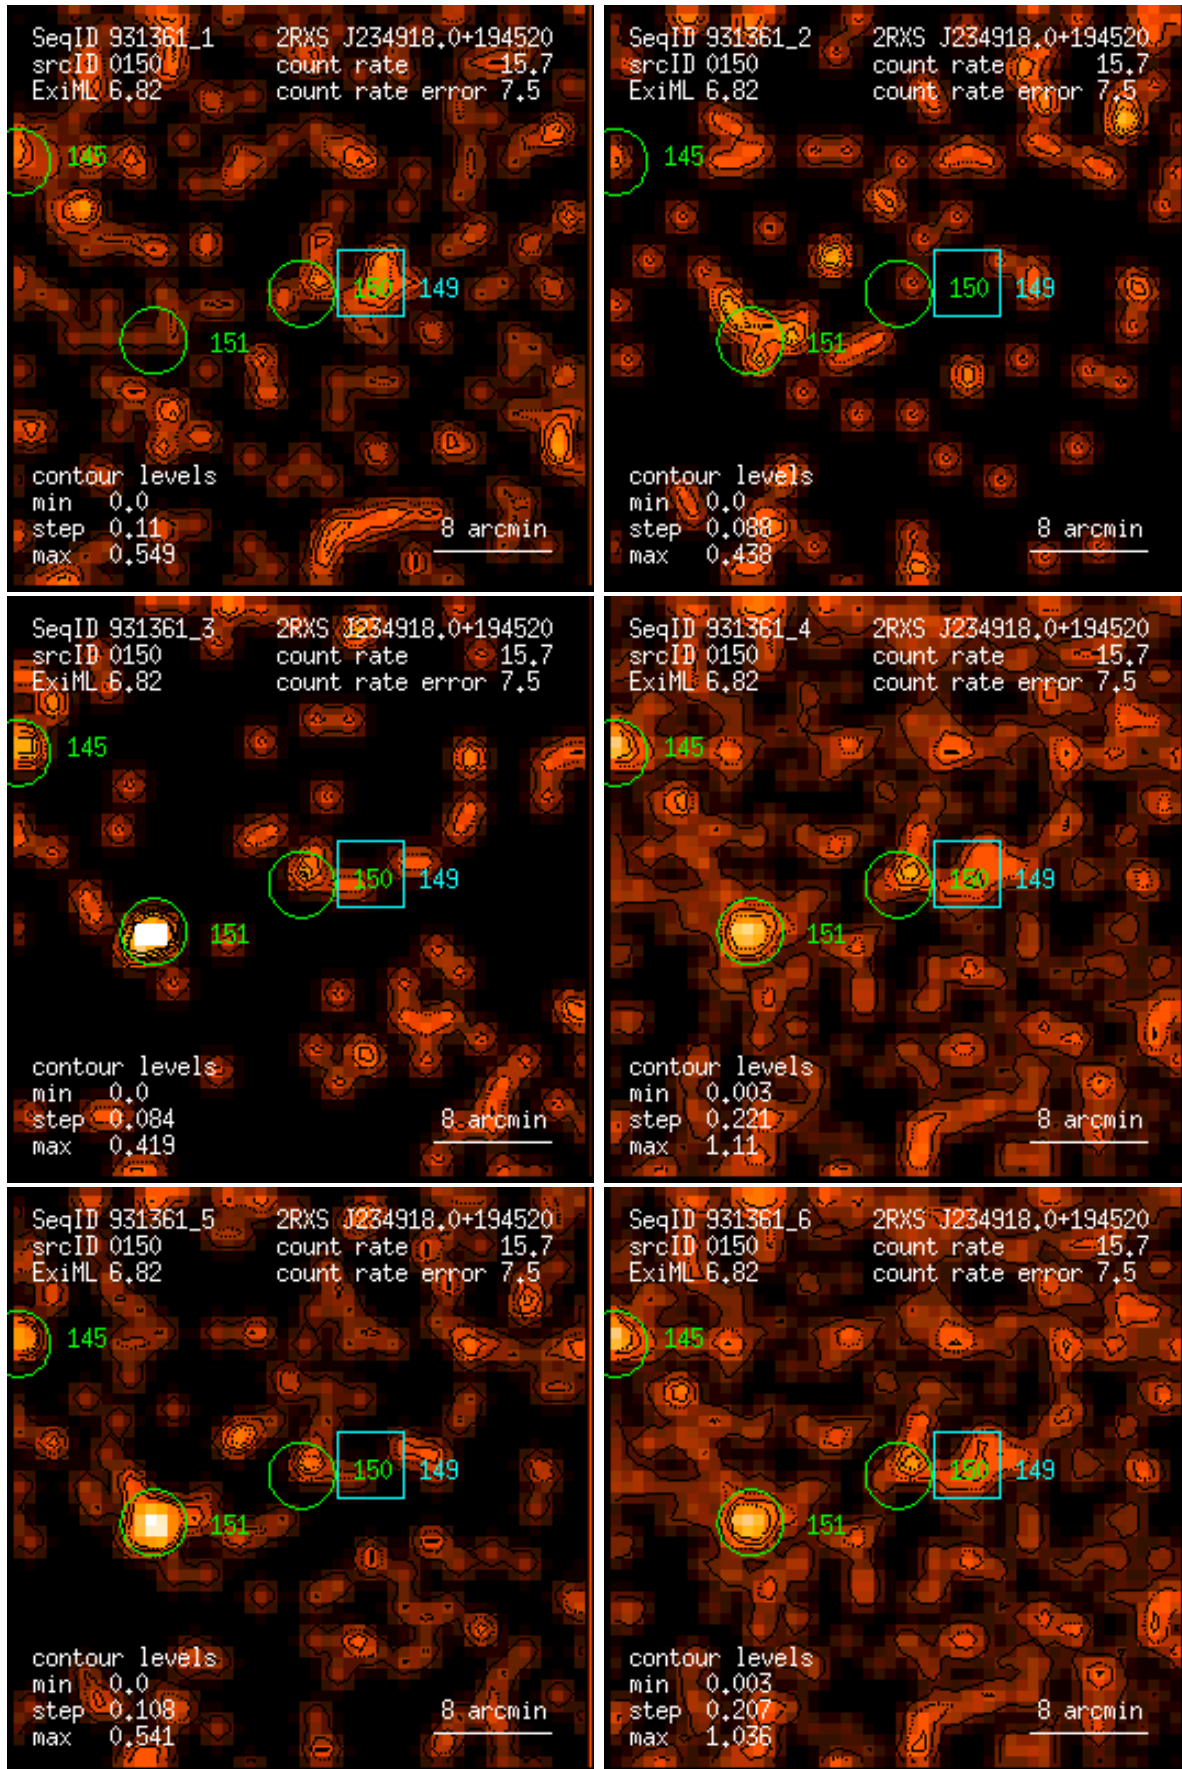 SeqID 931361_1 2RXS J234918.0+194520
srcID 0150 count rate 15.7
ExiML 6.82 count rate error 7.5
145
150 149
151
contour levels
min 0.0
step 0.11 8 arcmin
max 0.549
SeqID 931361_2 2RXS J234918.0+194520
srcID 0150 count rate 15.7
ExiML 6.82 count rate error 7.5
145
150 149
151
contour levels
min 0.0
step 0.088 8 arcmin
max 0.438
SeqID 931361_3 2RXS J234918.0+194520
srcID 0150 count rate 15.7
ExiML 6.82 count rate error 7.5
145
150 149
151
contour levels
min 0.0
step 0.084 8 arcmin
max 0.419
SeqID 931361_4 2RXS J234918.0+194520
srcID 0150 count rate 15.7
ExiML 6.82 count rate error 7.5
145
150 149
151
contour levels
min 0.003
step 0.221 8 arcmin
max 1.11
SeqID 931361_5 2RXS J234918.0+194520
srcID 0150 count rate 15.7
ExiML 6.82 count rate error 7.5
145
150 149
151
contour levels
min 0.0
step 0.108 8 arcmin
max 0.541
SeqID 931361_6 2RXS J234918.0+194520
srcID 0150 count rate 15.7
ExiML 6.82 count rate error 7.5
145
150 149
151
contour levels
min 0.003
step 0.207 8 arcmin
max 1.036